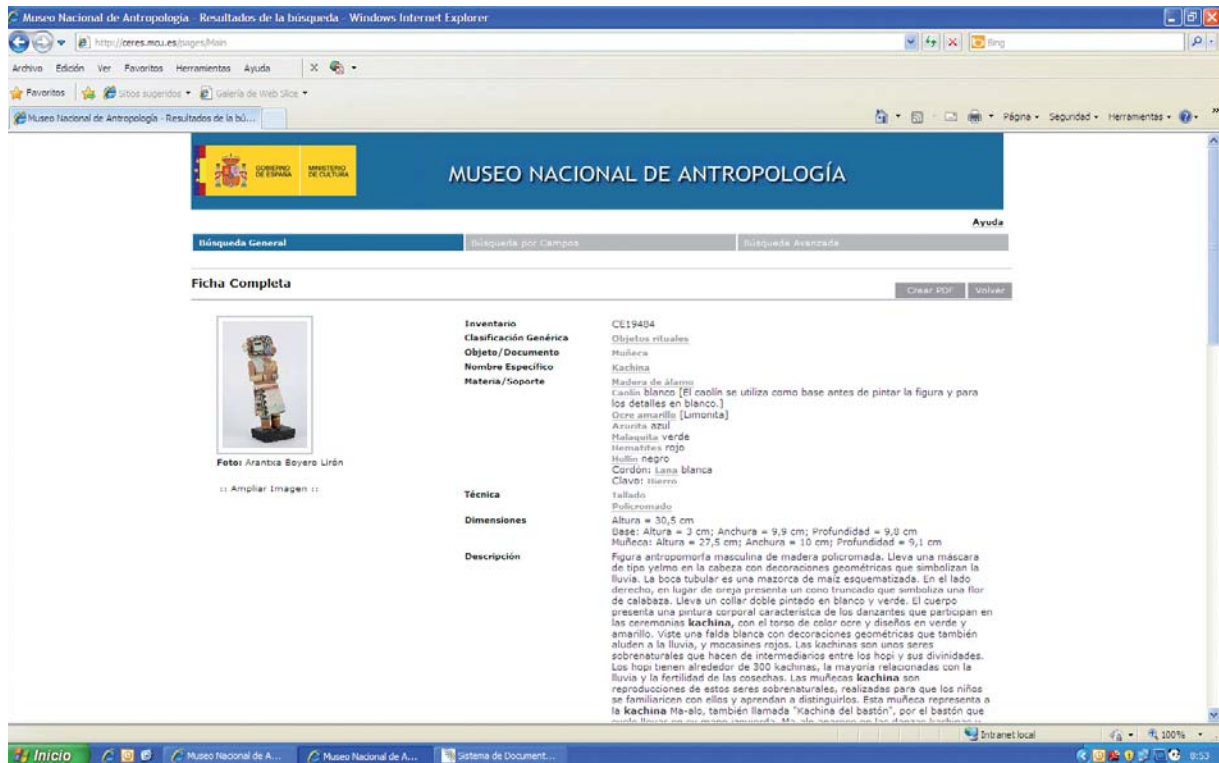 Museo Nacional de Antropología - Resultados de la búsqueda - Windows Internet Explorer
http://ceres.mcu.es/pages/Main
Bing
Archivo Edición Ver Favoritos Herramientas Ayuda
Favoritos Sitios sugeridos Galería de Web Slice
Museo Nacional de Antropología - Resultados de la bú...
Página Seguridad Herramientas
GOBIERNO DE ESPAÑA MINISTERIO DE CULTURA
MUSEO NACIONAL DE ANTROPOLOGÍA
Ayuda
Búsqueda General Búsqueda por Campos Búsqueda Avanzada
Ficha Completa
Crear PDF Volver
Inventario CE19484
Clasificación Genérica Objetos rituales
Objeto/Documento Muñeca
Nombre Específico Kachina
Materia/Soporte Madera de álamo
Caolín blanco [El caolín se utiliza como base antes de pintar la figura y para
los detalles en blanco.]
Ocre amarillo [Limonita]
Azurita azul
Malaquita verde
Hematites rojo
Hollín negro
Cordón: Lana blanca
Clavo: Hierro
Foto: Arantxa Boyero Lirón
:: Ampliar Imagen ::
Técnica Tallado
Policromado
Dimensiones Altura = 30,5 cm
Base: Altura = 3 cm; Anchura = 9,9 cm; Profundidad = 9,8 cm
Muñeca: Altura = 27,5 cm; Anchura = 10 cm; Profundidad = 9,1 cm
Descripción Figura antropomorfa masculina de madera policromada. Lleva una máscara
de tipo yelmo en la cabeza con decoraciones geométricas que simbolizan la
lluvia. La boca tubular es una mazorca de maíz esquematizada. En el lado
derecho, en lugar de oreja presenta un cono truncado que simboliza una flor
de calabaza. Lleva un collar doble pintado en blanco y verde. El cuerpo
presenta una pintura corporal característca de los danzantes que participan en
las ceremonias kachina, con el torso de color ocre y diseños en verde y
amarillo. Viste una falda blanca con decoraciones geométricas que también
aluden a la lluvia, y mocasines rojos. Las kachinas son unos seres
sobrenaturales que hacen de intermediarios entre los hopi y sus divinidades.
Los hopi tienen alrededor de 300 kachinas, la mayoría relacionadas con la
lluvia y la fertilidad de las cosechas. Las muñecas kachina son
reproducciones de estos seres sobrenaturales, realizadas para que los niños
se familiaricen con ellos y aprendan a distinguirlos. Esta muñeca representa a
la kachina Ma-alo, también llamada "Kachina del bastón", por el bastón que
suele llevar en su mano izquierda. Ma-alo aparece en las danzas kachinas y
Intranet local 100%
Inicio Museo Nacional de A... Museo Nacional de A... Sistema de Document... 8:53